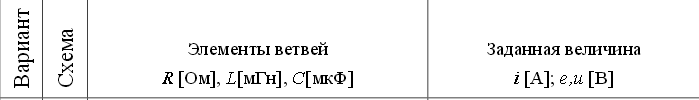 Вариант
Схема
Элементы ветвей
R [Ом], L[мГн], C[мкФ]
Заданная величина
i [А]; e,u [В]